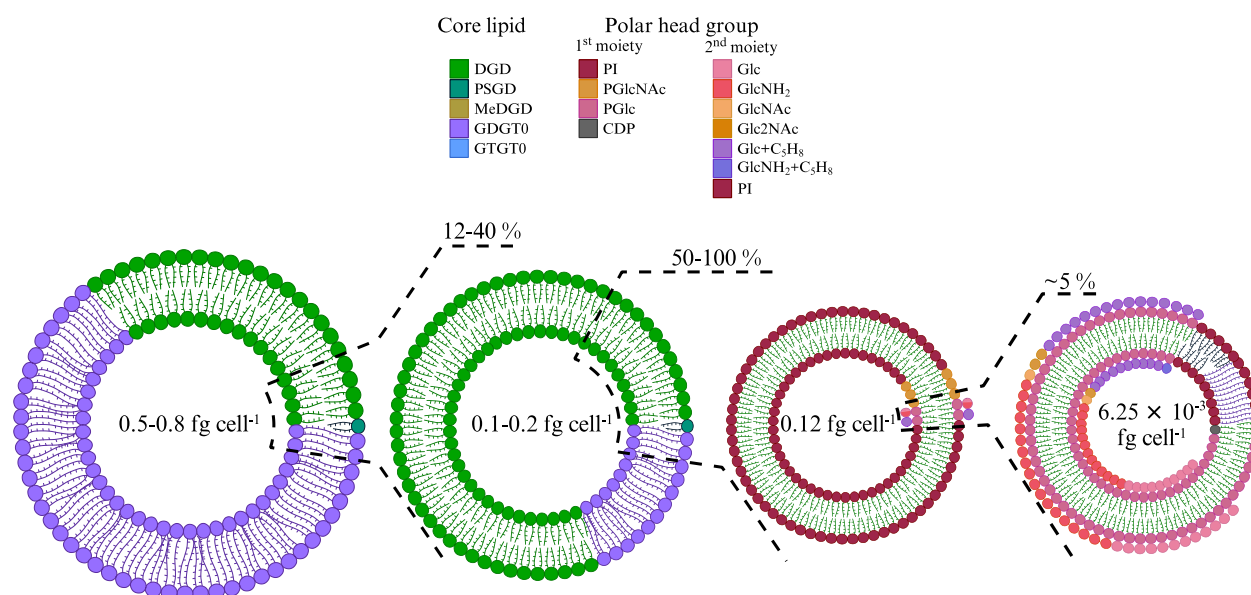 Core lipid
DGD
PSGD
MeDGD
GDGT0
GTGT0
Polar head group
1st moiety
PI
PGlcNAc
PGlc
CDP
2nd moiety
Glc
GlcNH₂
GlcNAc
Glc2NAc
Glc+C₅H₈
GlcNH₂+C₅H₈
PI
12-40 %
50-100 %
~5 %
0.5-0.8 fg cell⁻¹
0.1-0.2 fg cell⁻¹
0.12 fg cell⁻¹
6.25 × 10⁻³
fg cell⁻¹